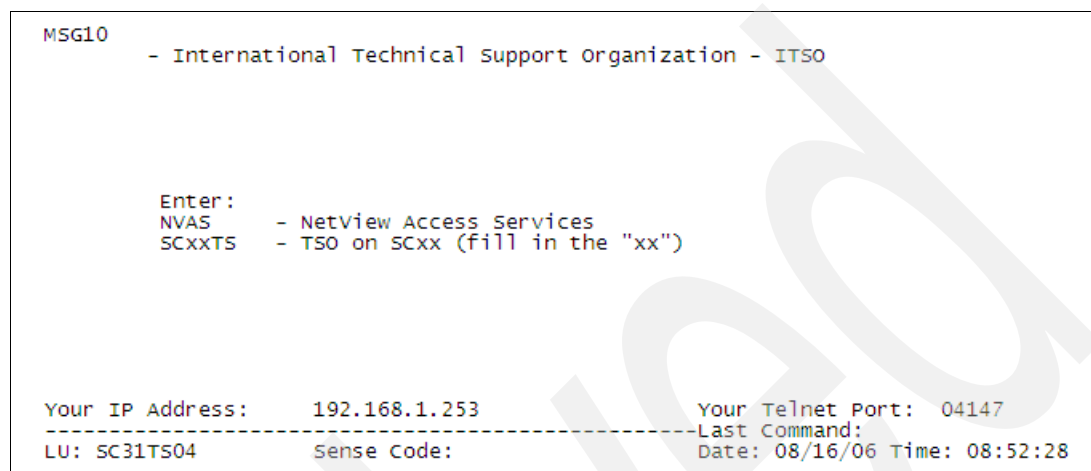 MSG10
- International Technical Support Organization - ITSO
Enter:
NVAS - NetView Access Services
SCxxTS - TSO on SCxx (fill in the "xx")
Your IP Address: 192.168.1.253 Your Telnet Port: 04147
--------------------------------------------------Last Command:
LU: SC31TS04 Sense Code: Date: 08/16/06 Time: 08:52:28